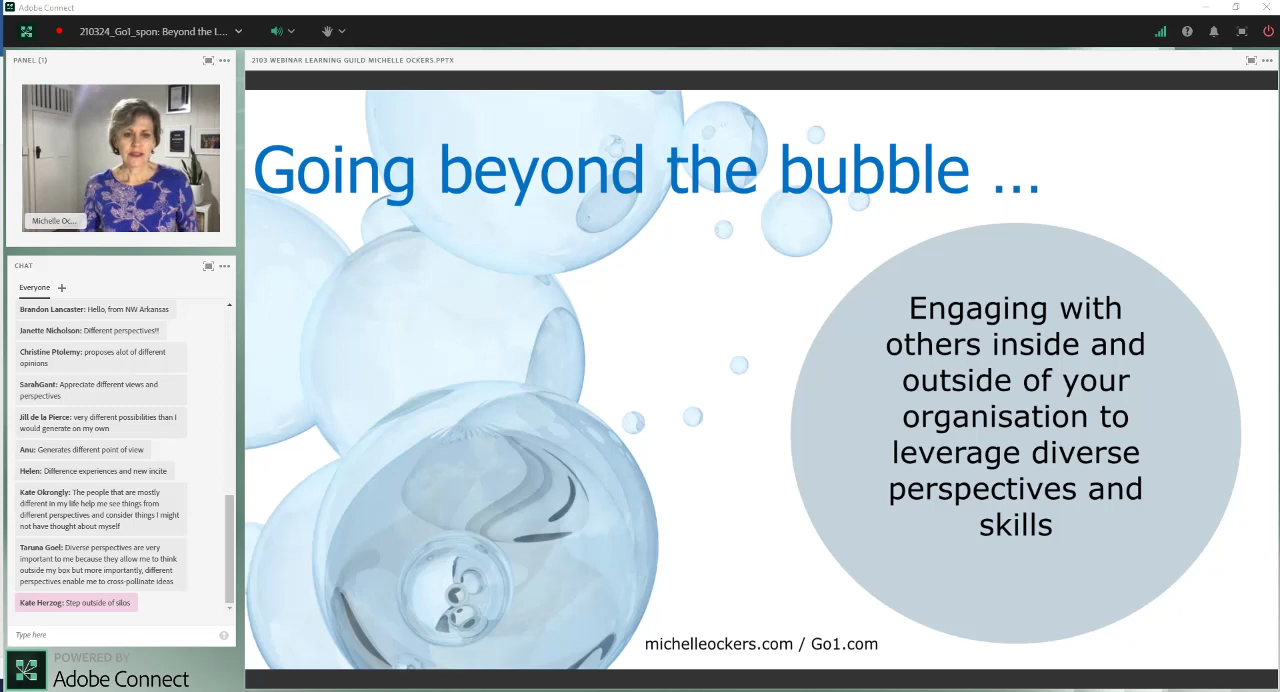 Adobe Connect
210324_Go1_spon: Beyond the L...
PANEL (1)
Michelle Oc...
CHAT
Everyone
Brandon Lancaster: Hello, from NW Arkansas
Janette Nicholson: Different perspectives!!
Christine Ptolemy: proposes alot of different
opinions
SarahGant: Appreciate different views and
perspectives
Jill de la Pierce: very different possibilities than I
would generate on my own
Anu: Generates different point of view
Helen: Difference experiences and new incite
Kate Okrongly: The people that are mostly
different in my life help me see things from
different perspectives and consider things I might
not have thought about myself
Taruna Goel: Diverse perspectives are very
important to me because they allow me to think
outside my box but more importantly, different
perspectives enable me to cross-pollinate ideas
Kate Herzog: Step outside of silos
Type here
POWERED BY
Adobe Connect
2103 WEBINAR LEARNING GUILD MICHELLE OCKERS.PPTX
Going beyond the bubble ...
Engaging with
others inside and
outside of your
organisation to
leverage diverse
perspectives and
skills
michelleockers.com / Go1.com